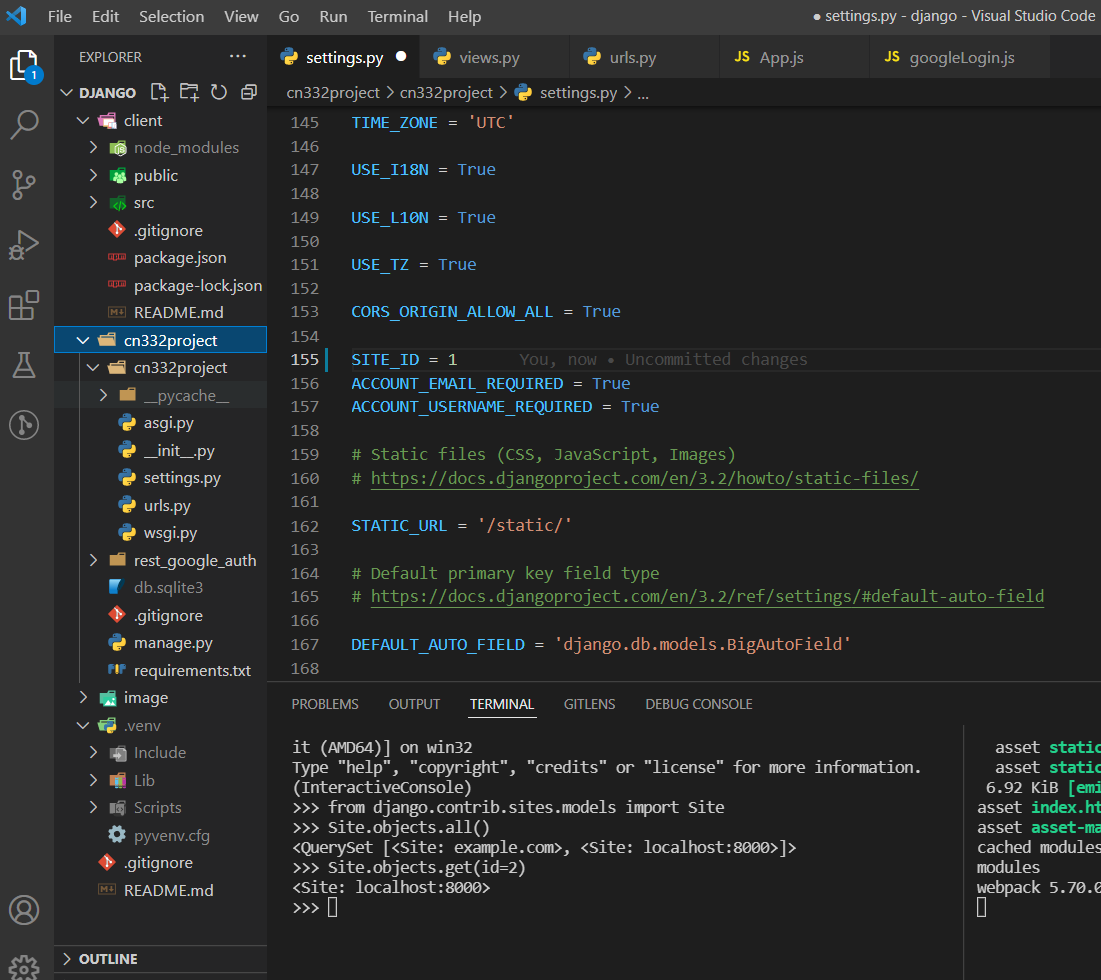 File Edit Selection View Go Run Terminal Help
● settings.py - django - Visual Studio Code
1
EXPLORER ...
DJANGO
client
node_modules
public
src
.gitignore
package.json
package-lock.json
README.md
cn332project
cn332project
__pycache__
asgi.py
__init__.py
settings.py
urls.py
wsgi.py
rest_google_auth
db.sqlite3
.gitignore
manage.py
requirements.txt
image
.venv
Include
Lib
Scripts
pyvenv.cfg
.gitignore
README.md
OUTLINE
settings.py ● views.py urls.py JS App.js JS googleLogin.js
cn332project > cn332project > settings.py > ...
145 TIME_ZONE = 'UTC'
146
147 USE_I18N = True
148
149 USE_L10N = True
150
151 USE_TZ = True
152
153 CORS_ORIGIN_ALLOW_ALL = True
154
155 SITE_ID = 1 You, now • Uncommitted changes
156 ACCOUNT_EMAIL_REQUIRED = True
157 ACCOUNT_USERNAME_REQUIRED = True
158
159 # Static files (CSS, JavaScript, Images)
160 # https://docs.djangoproject.com/en/3.2/howto/static-files/
161
162 STATIC_URL = '/static/'
163
164 # Default primary key field type
165 # https://docs.djangoproject.com/en/3.2/ref/settings/#default-auto-field
166
167 DEFAULT_AUTO_FIELD = 'django.db.models.BigAutoField'
168
PROBLEMS OUTPUT TERMINAL GITLENS DEBUG CONSOLE
it (AMD64)] on win32
Type "help", "copyright", "credits" or "license" for more information.
(InteractiveConsole)
>>> from django.contrib.sites.models import Site
>>> Site.objects.all()
<QuerySet [<Site: example.com>, <Site: localhost:8000>]>
>>> Site.objects.get(id=2)
<Site: localhost:8000>
>>>
asset static
asset static
6.92 KiB [emi
asset index.ht
asset asset-ma
cached modules
modules
webpack 5.70.0